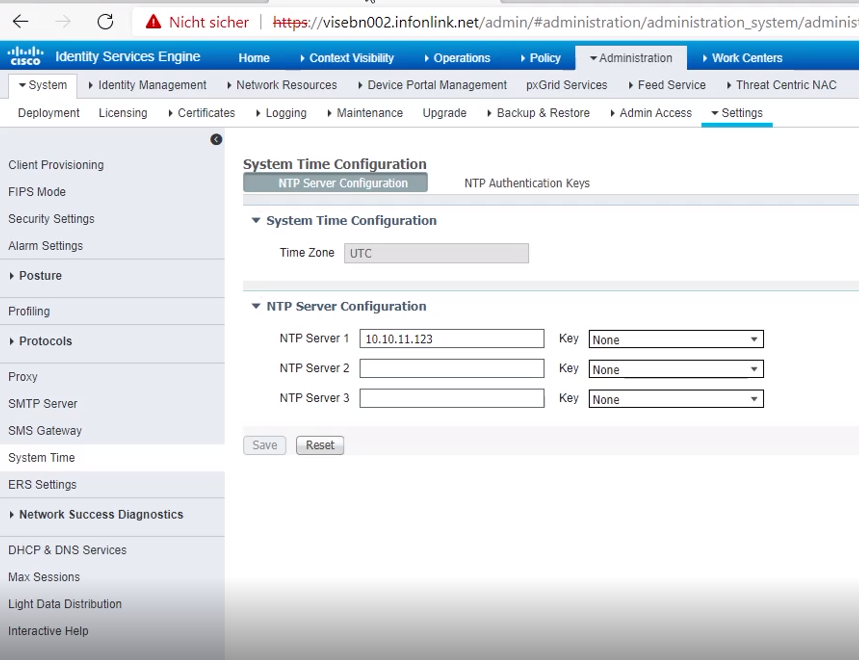 Nicht sicher | https://visebn002.infonlink.net/admin/#administration/administration_system/adminis
CISCO Identity Services Engine Home Context Visibility Operations Policy Administration Work Centers
System Identity Management Network Resources Device Portal Management pxGrid Services Feed Service Threat Centric NAC
Deployment Licensing Certificates Logging Maintenance Upgrade Backup & Restore Admin Access Settings
Client Provisioning
FIPS Mode
Security Settings
Alarm Settings
Posture
Profiling
Protocols
Proxy
SMTP Server
SMS Gateway
System Time
ERS Settings
Network Success Diagnostics
DHCP & DNS Services
Max Sessions
Light Data Distribution
Interactive Help
System Time Configuration
NTP Server Configuration NTP Authentication Keys
System Time Configuration
Time Zone UTC
NTP Server Configuration
NTP Server 1 10.10.11.123 Key None
NTP Server 2 Key None
NTP Server 3 Key None
Save Reset